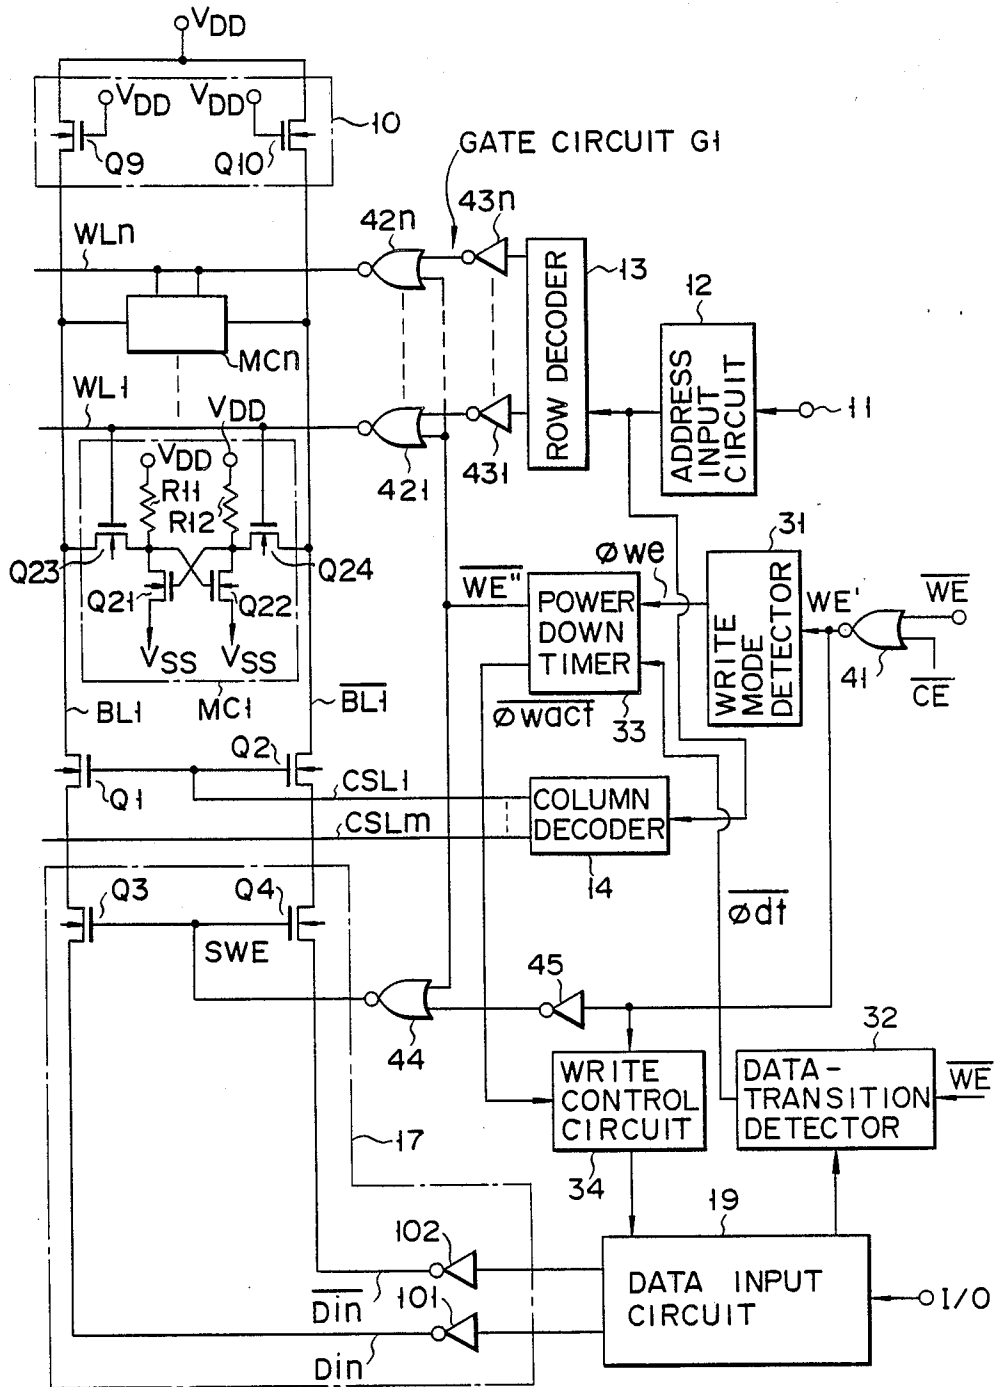 VDD
VDD VDD
10
Q9 Q10
GATE CIRCUIT G1
42n 43n
WLn
13
12
ROW DECODER
ADDRESS INPUT CIRCUIT
11
MCn
WL1
VDD
421 431
VDD
R11
R12
Q23 Q24
Q21 Q22
VSS VSS
MC1
BL1 BL1
31
øwe
WE"
POWER DOWN TIMER
WRITE MODE DETECTOR
WE'
WE
41
CE
øwact
33
Q2
Q1
CSL1
COLUMN DECODER
CSLm
14
Q3 Q4
SWE
ødt
45
44
32
WRITE CONTROL CIRCUIT
DATA-TRANSITION DETECTOR
WE
17
34
19
102
Din
101
DATA INPUT CIRCUIT
I/O
Din